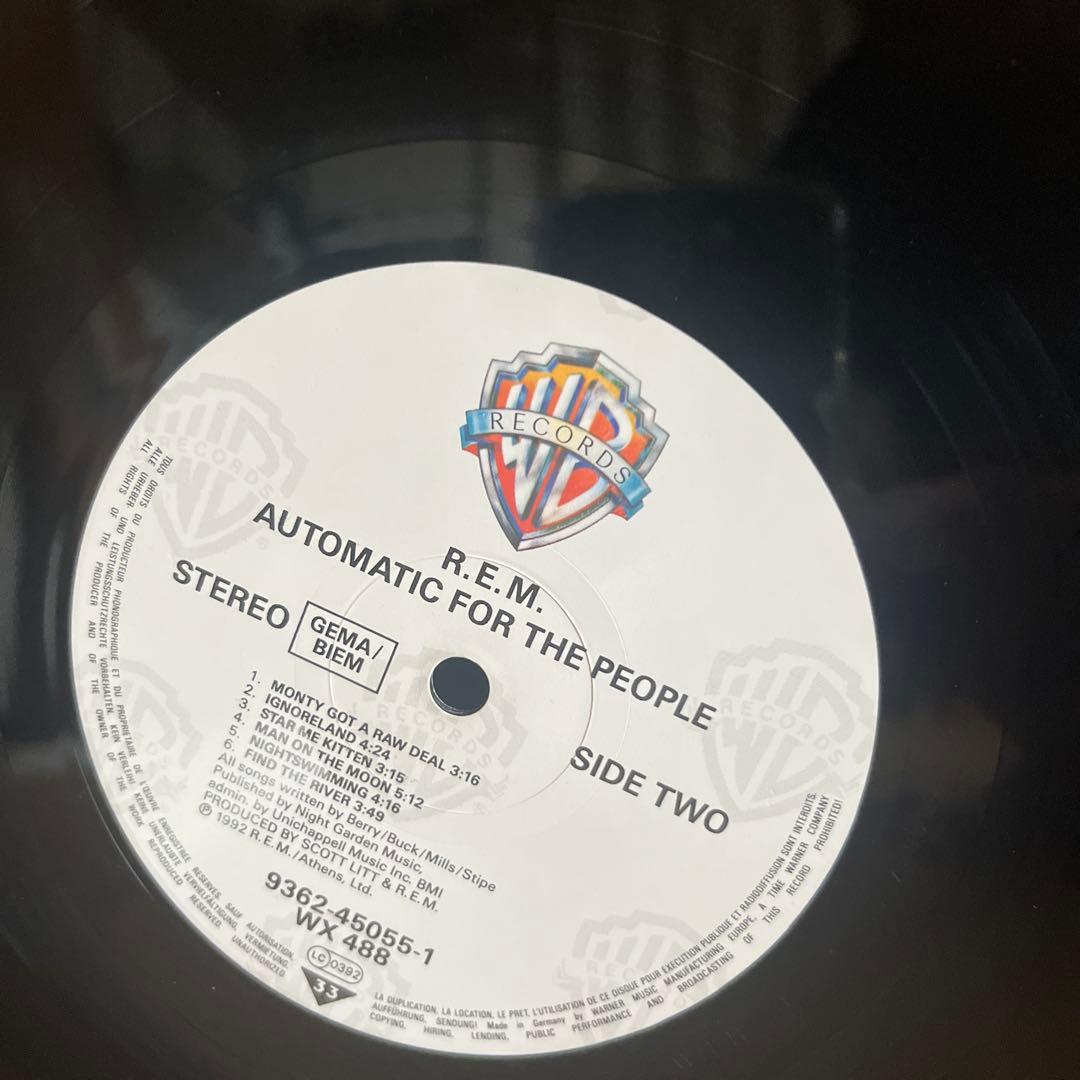 WB
RECORDS
R.E.M.
AUTOMATIC FOR THE PEOPLE
STEREO
GEMA/
BIEM
SIDE TWO
1. MONTY GOT A RAW DEAL 3:16
2. IGNORELAND 4:24
3. STAR ME KITTEN 3:15
4. MAN ON THE MOON 5:12
5. NIGHTSWIMMING 4:16
6. FIND THE RIVER 3:49
All songs written by Berry/Buck/Mills/Stipe
Published by Night Garden Music,
admin. by Unichappell Music Inc. BMI
PRODUCED BY SCOTT LITT & R.E.M.
℗ 1992 R.E.M./Athens, Ltd.
9362-45055-1
WX 488
LC 0392
33
TOUS DROITS DU PRODUCTEUR PHONOGRAPHIQUE ET DU PROPRIETAIRE DE L'ŒUVRE ENREGISTREE RESERVES. SAUF AUTORISATION, LA DUPLICATION, LA LOCATION, LE PRET, L'UTILISATION DE CE DISQUE POUR EXECUTION PUBLIQUE ET RADIODIFFUSION SONT INTERDITS.
ALLE URHEBER- UND LEISTUNGSSCHUTZRECHTE VORBEHALTEN. KEIN VERLEIH! KEINE UNERLAUBTE VERVIELFÄLTIGUNG, VERMIETUNG, AUFFÜHRUNG, SENDUNG! Made in Germany by WARNER MUSIC MANUFACTURING EUROPE, A TIME WARNER COMPANY
ALL RIGHTS OF THE PRODUCER AND OF THE OWNER OF THE WORK REPRODUCED RESERVED. UNAUTHORIZED COPYING, HIRING, LENDING, PUBLIC PERFORMANCE AND BROADCASTING OF THIS RECORD PROHIBITED!